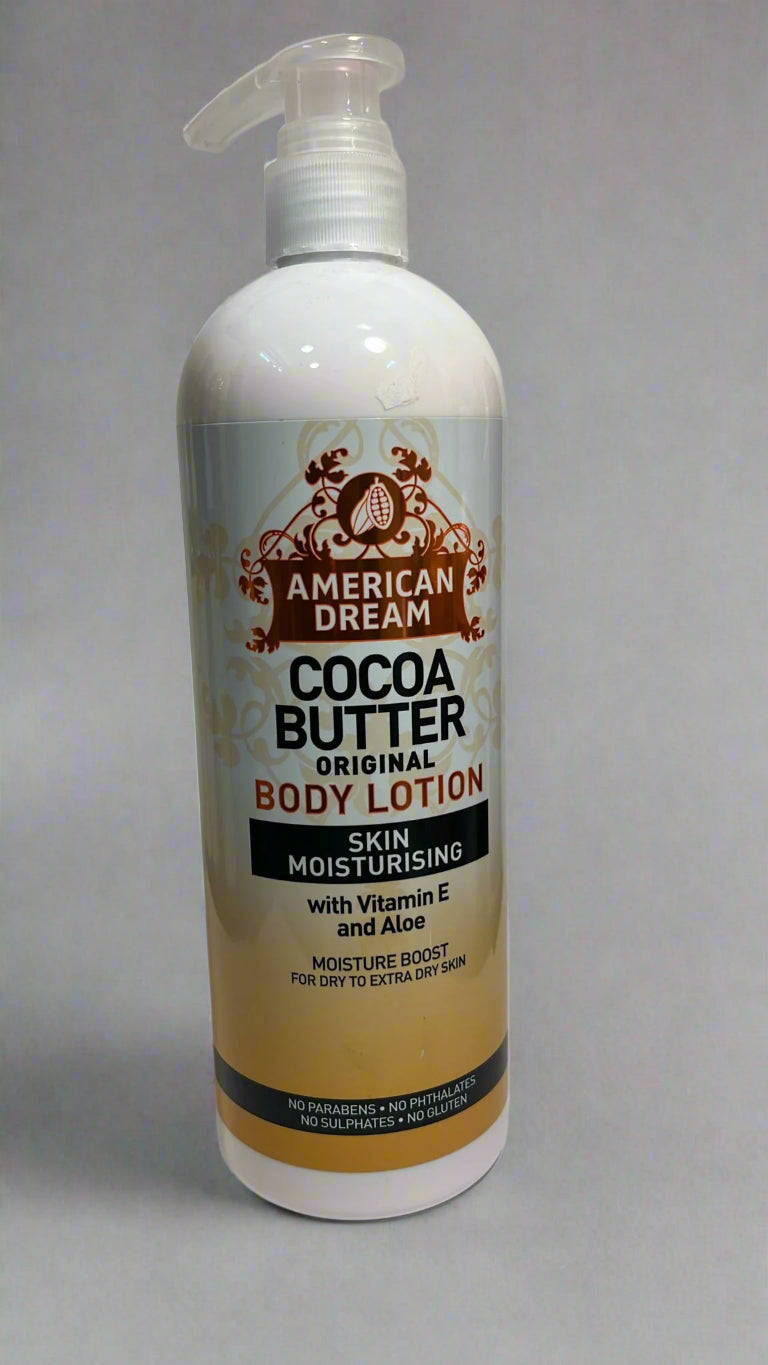 AMERICAN
DREAM
COCOA
BUTTER
ORIGINAL
BODY LOTION
SKIN
MOISTURISING
with Vitamin E
and Aloe
MOISTURE BOOST
FOR DRY TO EXTRA DRY SKIN
NO PARABENS • NO PHTHALATES
NO SULPHATES • NO GLUTEN